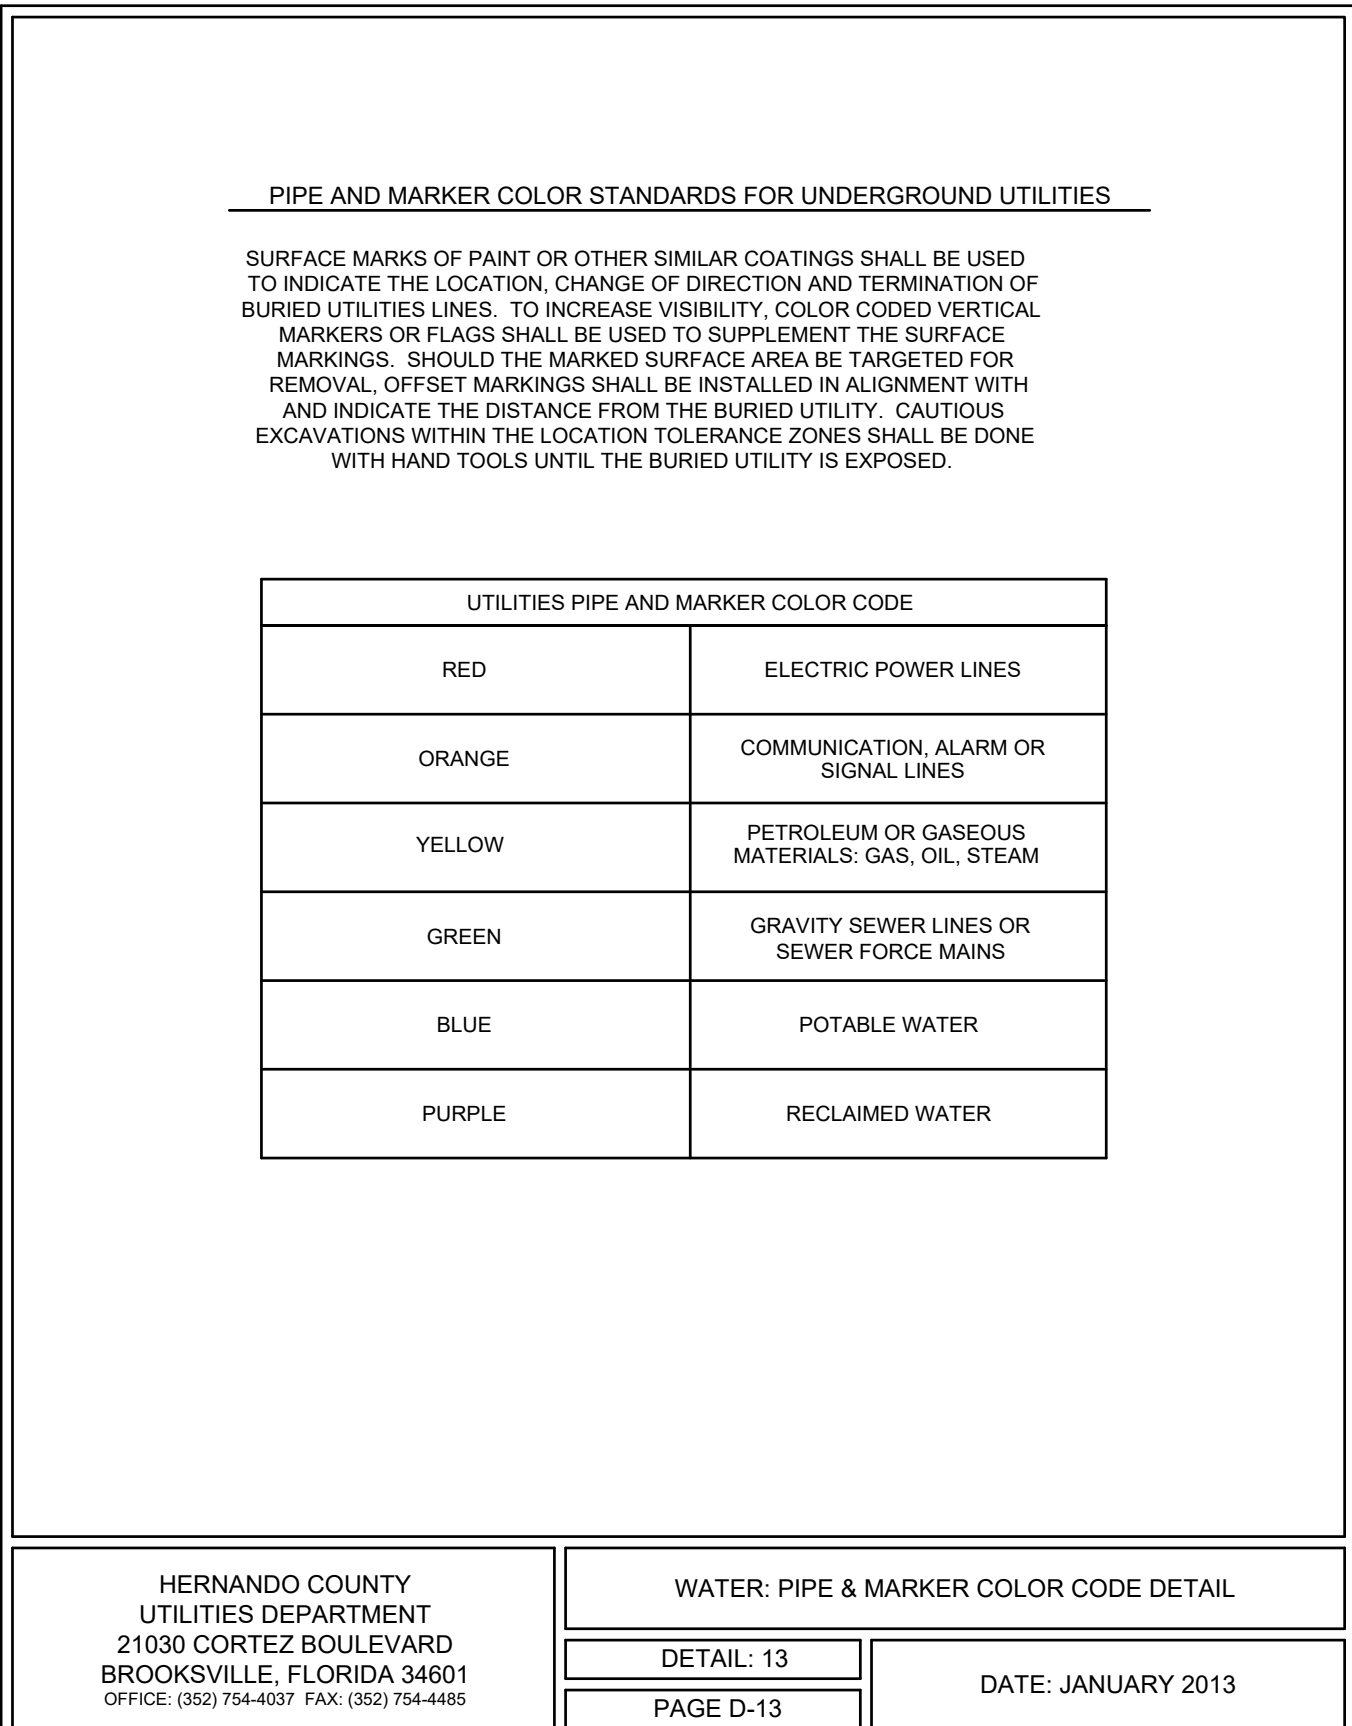 PIPE AND MARKER COLOR STANDARDS FOR UNDERGROUND UTILITIES
SURFACE MARKS OF PAINT OR OTHER SIMILAR COATINGS SHALL BE USED
TO INDICATE THE LOCATION, CHANGE OF DIRECTION AND TERMINATION OF
BURIED UTILITIES LINES. TO INCREASE VISIBILITY, COLOR CODED VERTICAL
MARKERS OR FLAGS SHALL BE USED TO SUPPLEMENT THE SURFACE
MARKINGS. SHOULD THE MARKED SURFACE AREA BE TARGETED FOR
REMOVAL, OFFSET MARKINGS SHALL BE INSTALLED IN ALIGNMENT WITH
AND INDICATE THE DISTANCE FROM THE BURIED UTILITY. CAUTIOUS
EXCAVATIONS WITHIN THE LOCATION TOLERANCE ZONES SHALL BE DONE
WITH HAND TOOLS UNTIL THE BURIED UTILITY IS EXPOSED.
UTILITIES PIPE AND MARKER COLOR CODE
RED
ELECTRIC POWER LINES
ORANGE
COMMUNICATION, ALARM OR
SIGNAL LINES
YELLOW
PETROLEUM OR GASEOUS
MATERIALS: GAS, OIL, STEAM
GREEN
GRAVITY SEWER LINES OR
SEWER FORCE MAINS
BLUE
POTABLE WATER
PURPLE
RECLAIMED WATER
HERNANDO COUNTY
UTILITIES DEPARTMENT
21030 CORTEZ BOULEVARD
BROOKSVILLE, FLORIDA 34601
OFFICE: (352) 754-4037 FAX: (352) 754-4485
WATER: PIPE & MARKER COLOR CODE DETAIL
DETAIL: 13
PAGE D-13
DATE: JANUARY 2013